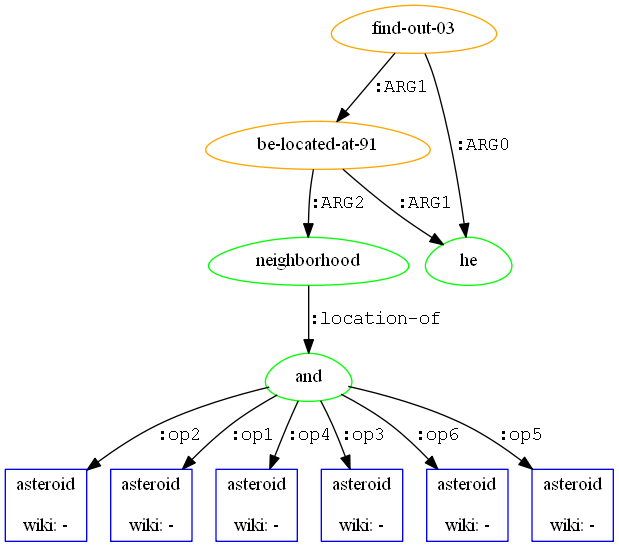 find-out-03
:ARG1
be-located-at-91
:ARG0
:ARG2
:ARG1
neighborhood
he
:location-of
and
:op2
:op1
:op4
:op3
:op6
:op5
asteroid
wiki: -
asteroid
wiki: -
asteroid
wiki: -
asteroid
wiki: -
asteroid
wiki: -
asteroid
wiki: -